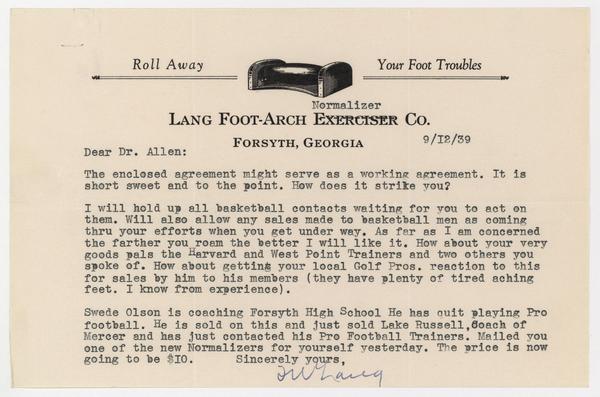 Roll Away Your Foot Troubles
Normalizer
LANG FOOT-ARCH EXERCISER CO.
FORSYTH, GEORGIA
9/12/39
Dear Dr. Allen:
The enclosed agreement might serve as a working agreement. It is
short sweet and to the point. How does it strike you?
I will hold up all basketball contacts waiting for you to act on
them. Will also allow any sales made to basketball men as coming
thru your efforts when you get under way. As far as I am concerned
the farther you roam the better I will like it. How about your very
goods pals the Harvard and West Point Trainers and two others you
spoke of. How about getting your local Golf Pros. reaction to this
for sales by him to his members (they have plenty of tired aching
feet. I know from experience).
Swede Olson is coaching Forsyth High School He has quit playing Pro
football. He is sold on this and just sold Lake Russell, Coach of
Mercer and has just contacted his Pro Football Trainers. Mailed you
one of the new Normalizers for yourself yesterday. The price is now
going to be $10. Sincerely yours,
FW Lang